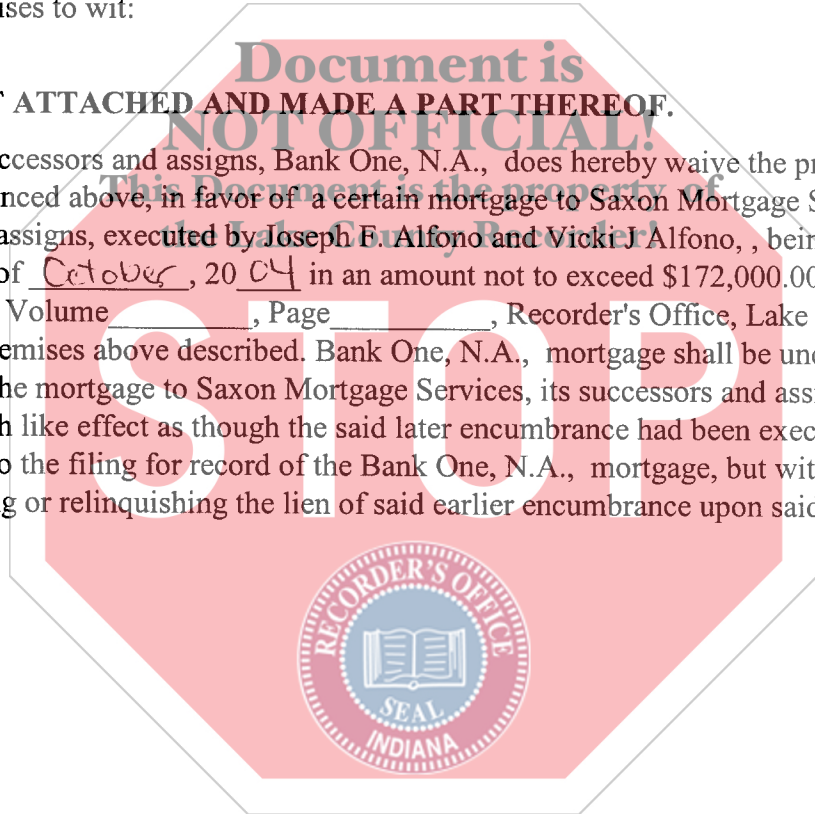 ises to wit:
Document is
T ATTACHED AND MADE A PART THEREOF.
NOT OFFICIAL!
ccessors and assigns, Bank One, N.A., does hereby waive the pr
This Document is the property of
nced above, in favor of a certain mortgage to Saxon Mortgage S
the Lake County Recorder!
assigns, executed by Joseph F. Alfono and Vicki J Alfono, , bein
of October, 20 04 in an amount not to exceed $172,000.00
Volume__________, Page___________, Recorder's Office, Lake
emises above described. Bank One, N.A., mortgage shall be und
he mortgage to Saxon Mortgage Services, its successors and assi
h like effect as though the said later encumbrance had been exec
o the filing for record of the Bank One, N.A., mortgage, but wit
g or relinquishing the lien of said earlier encumbrance upon said
STOP
RECORDER'S OFFICE
SEAL
INDIANA